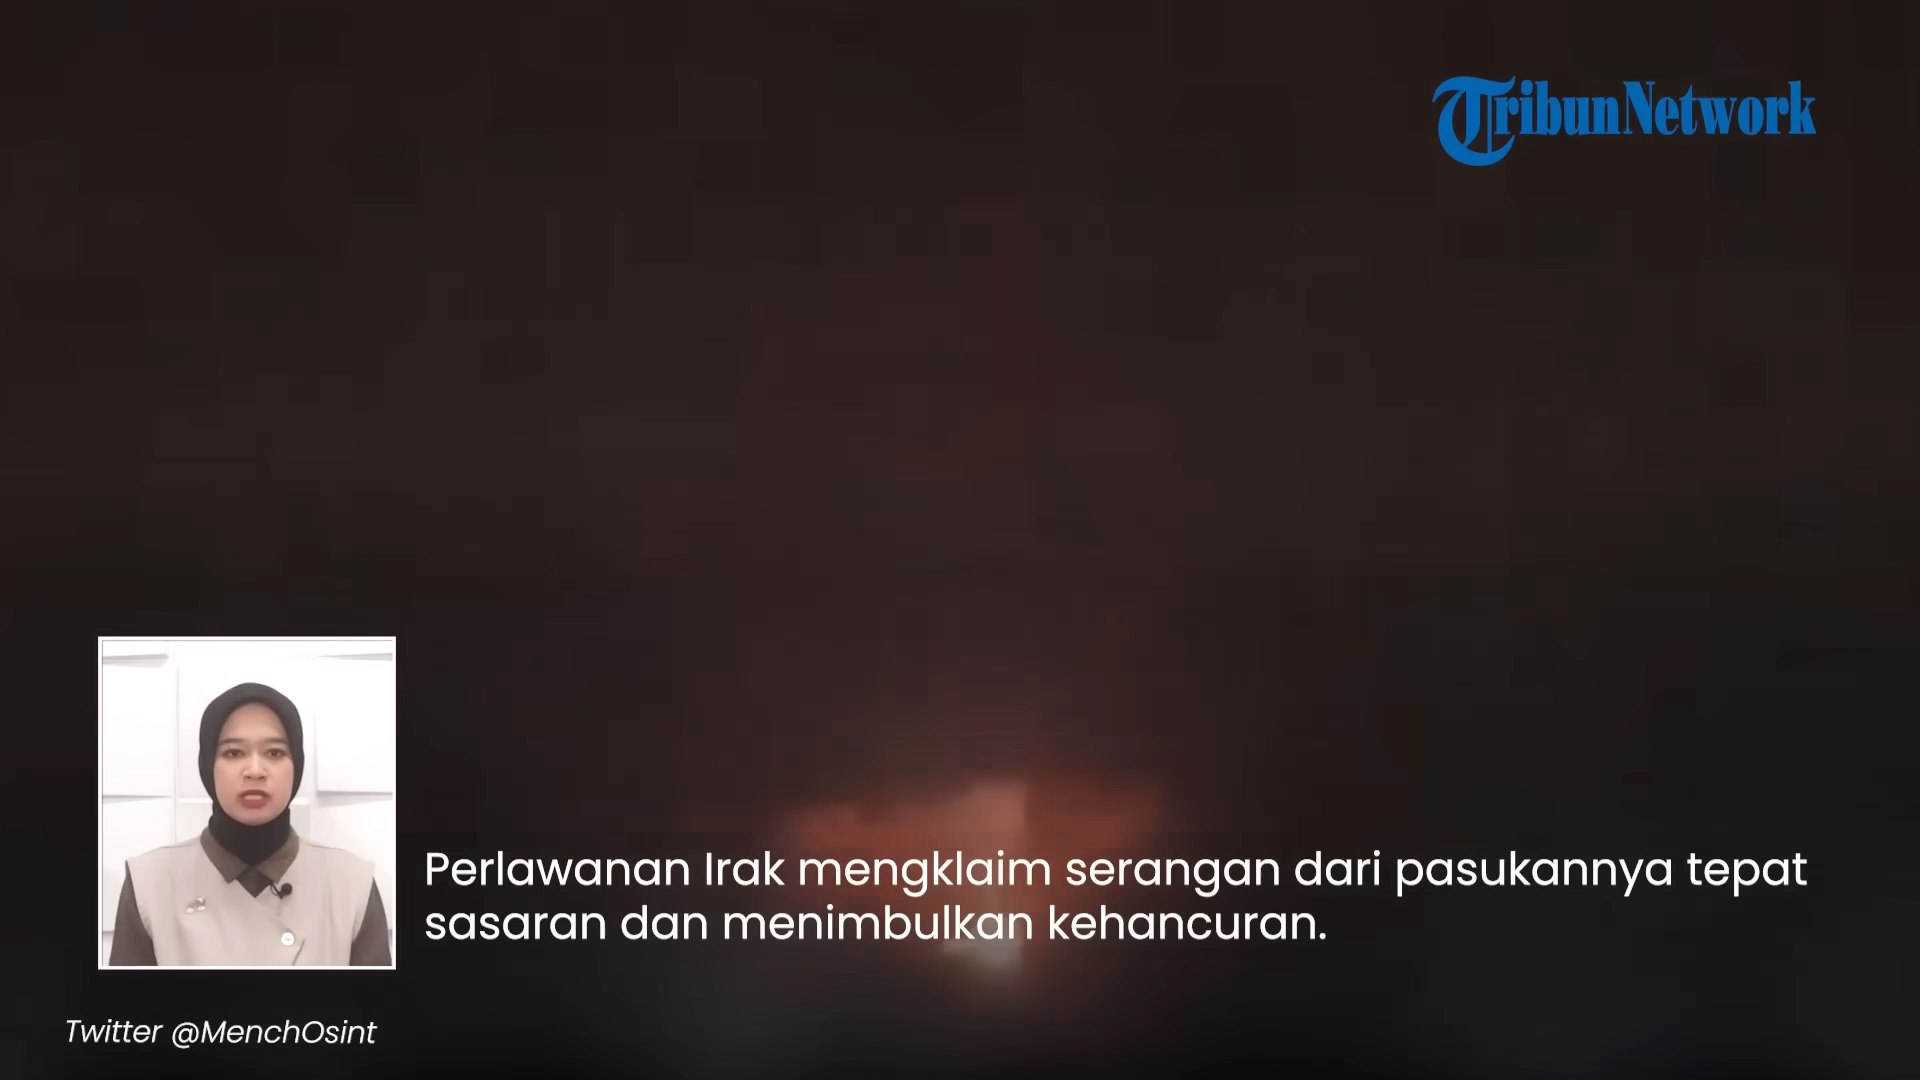 TribunNetwork
Perlawanan Irak mengklaim serangan dari pasukannya tepat
sasaran dan menimbulkan kehancuran.
Twitter @MenchOsint